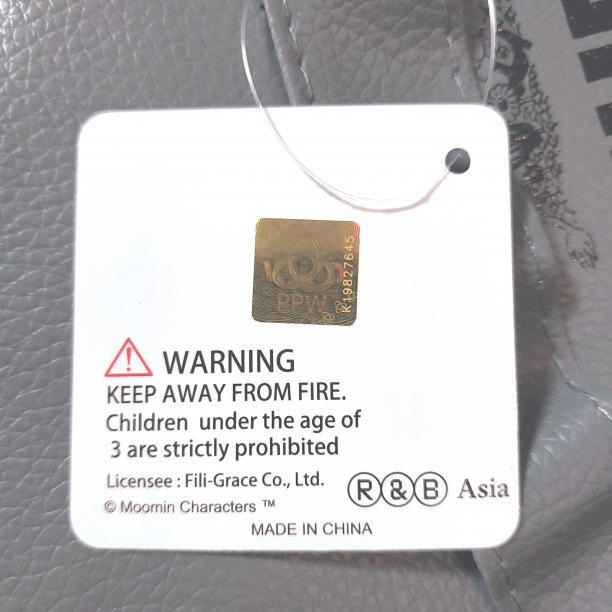 PPW
K19827645
WARNING
KEEP AWAY FROM FIRE.
Children under the age of
3 are strictly prohibited
Licensee : Fili-Grace Co., Ltd.
R&B Asia
© Moomin Characters ™
MADE IN CHINA